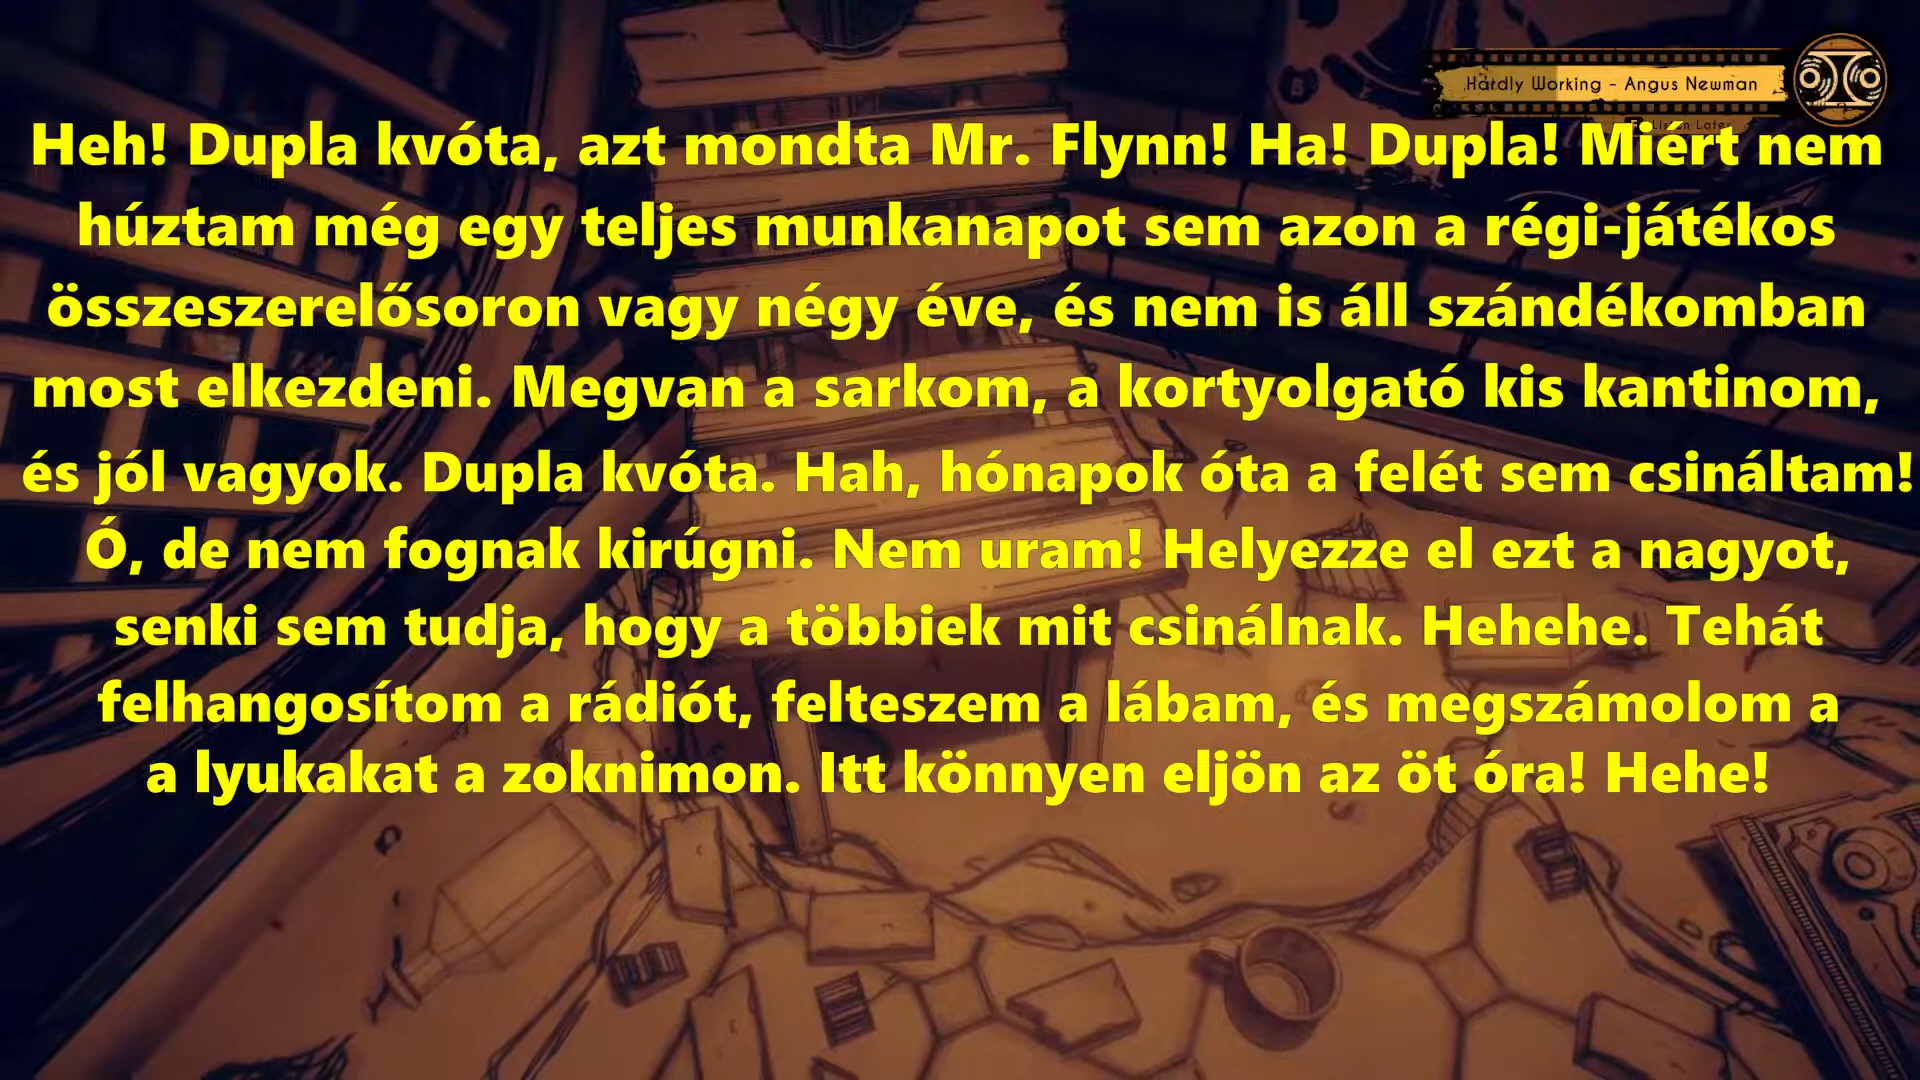 Hardly Working - Angus Newman
Listen Later
Heh! Dupla kvóta, azt mondta Mr. Flynn! Ha! Dupla! Miért nem
húztam még egy teljes munkanapot sem azon a régi-játékos
összeszerelősoron vagy négy éve, és nem is áll szándékomban
most elkezdeni. Megvan a sarkom, a kortyolgató kis kantinom,
és jól vagyok. Dupla kvóta. Hah, hónapok óta a felét sem csináltam!
Ó, de nem fognak kirúgni. Nem uram! Helyezze el ezt a nagyot,
senki sem tudja, hogy a többiek mit csinálnak. Hehehe. Tehát
felhangosítom a rádiót, felteszem a lábam, és megszámolom a
a lyukakat a zoknimon. Itt könnyen eljön az öt óra! Hehe!